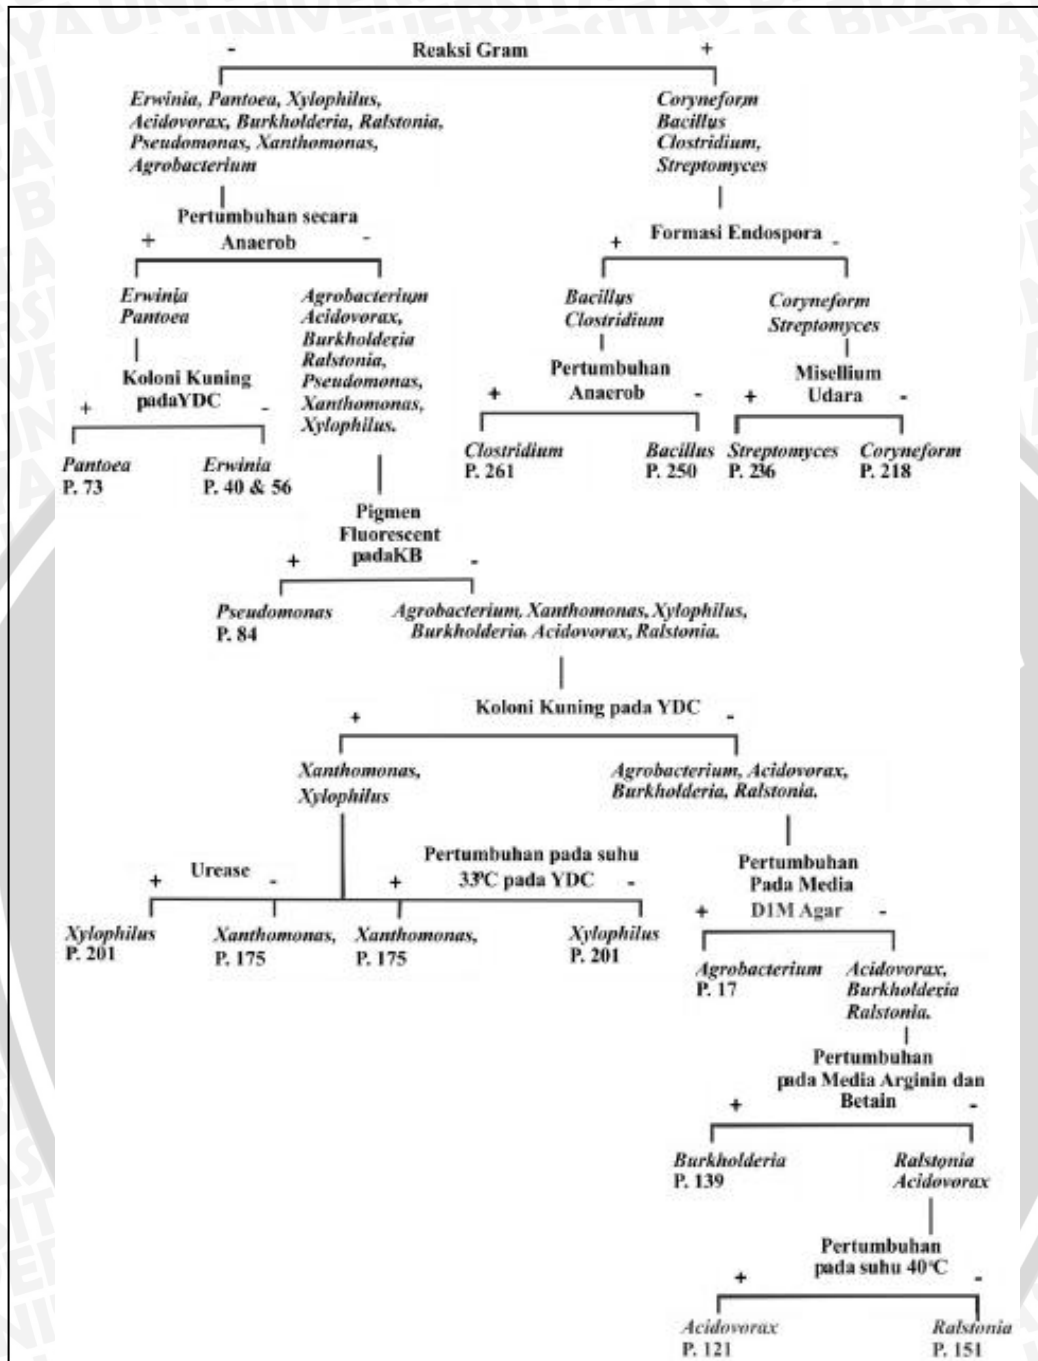 - Reaksi Gram +
Erwinia, Pantoea, Xylophilus,
Acidovorax, Burkholderia, Ralstonia,
Pseudomonas, Xanthomonas,
Agrobacterium
Coryneform
Bacillus
Clostridium,
Streptomyces
Pertumbuhan secara
+ Anaerob -
+ Formasi Endospora -
Erwinia
Pantoea
Agrobacterium
Acidovorax,
Burkholderia
Ralstonia,
Pseudomonas,
Xanthomonas,
Xylophilus.
Bacillus
Clostridium
Coryneform
Streptomyces
Koloni Kuning
+ padaYDC -
Pertumbuhan
+ Anaerob -
Misellium
+ Udara -
Pantoea
P. 73
Erwinia
P. 40 & 56
Clostridium
P. 261
Bacillus
P. 250
Streptomyces
P. 236
Coryneform
P. 218
Pigmen
Fluorescent
+ padaKB -
Pseudomonas
P. 84
Agrobacterium, Xanthomonas, Xylophilus,
Burkholderia. Acidovorax, Ralstonia.
+ Koloni Kuning pada YDC -
Xanthomonas,
Xylophilus
Agrobacterium, Acidovorax,
Burkholderia, Ralstonia.
+ Urease -
Pertumbuhan pada suhu
+ 33°C pada YDC -
Xylophilus
P. 201
Xanthomonas,
P. 175
Xanthomonas,
P. 175
Xylophilus
P. 201
Pertumbuhan
Pada Media
+ D1M Agar -
Agrobacterium
P. 17
Acidovorax,
Burkholderia
Ralstonia.
Pertumbuhan
pada Media Arginin dan
+ Betain -
Burkholderia
P. 139
Ralstonia
Acidovorax
Pertumbuhan
+ pada suhu 40°C -
Acidovorax
P. 121
Ralstonia
P. 151